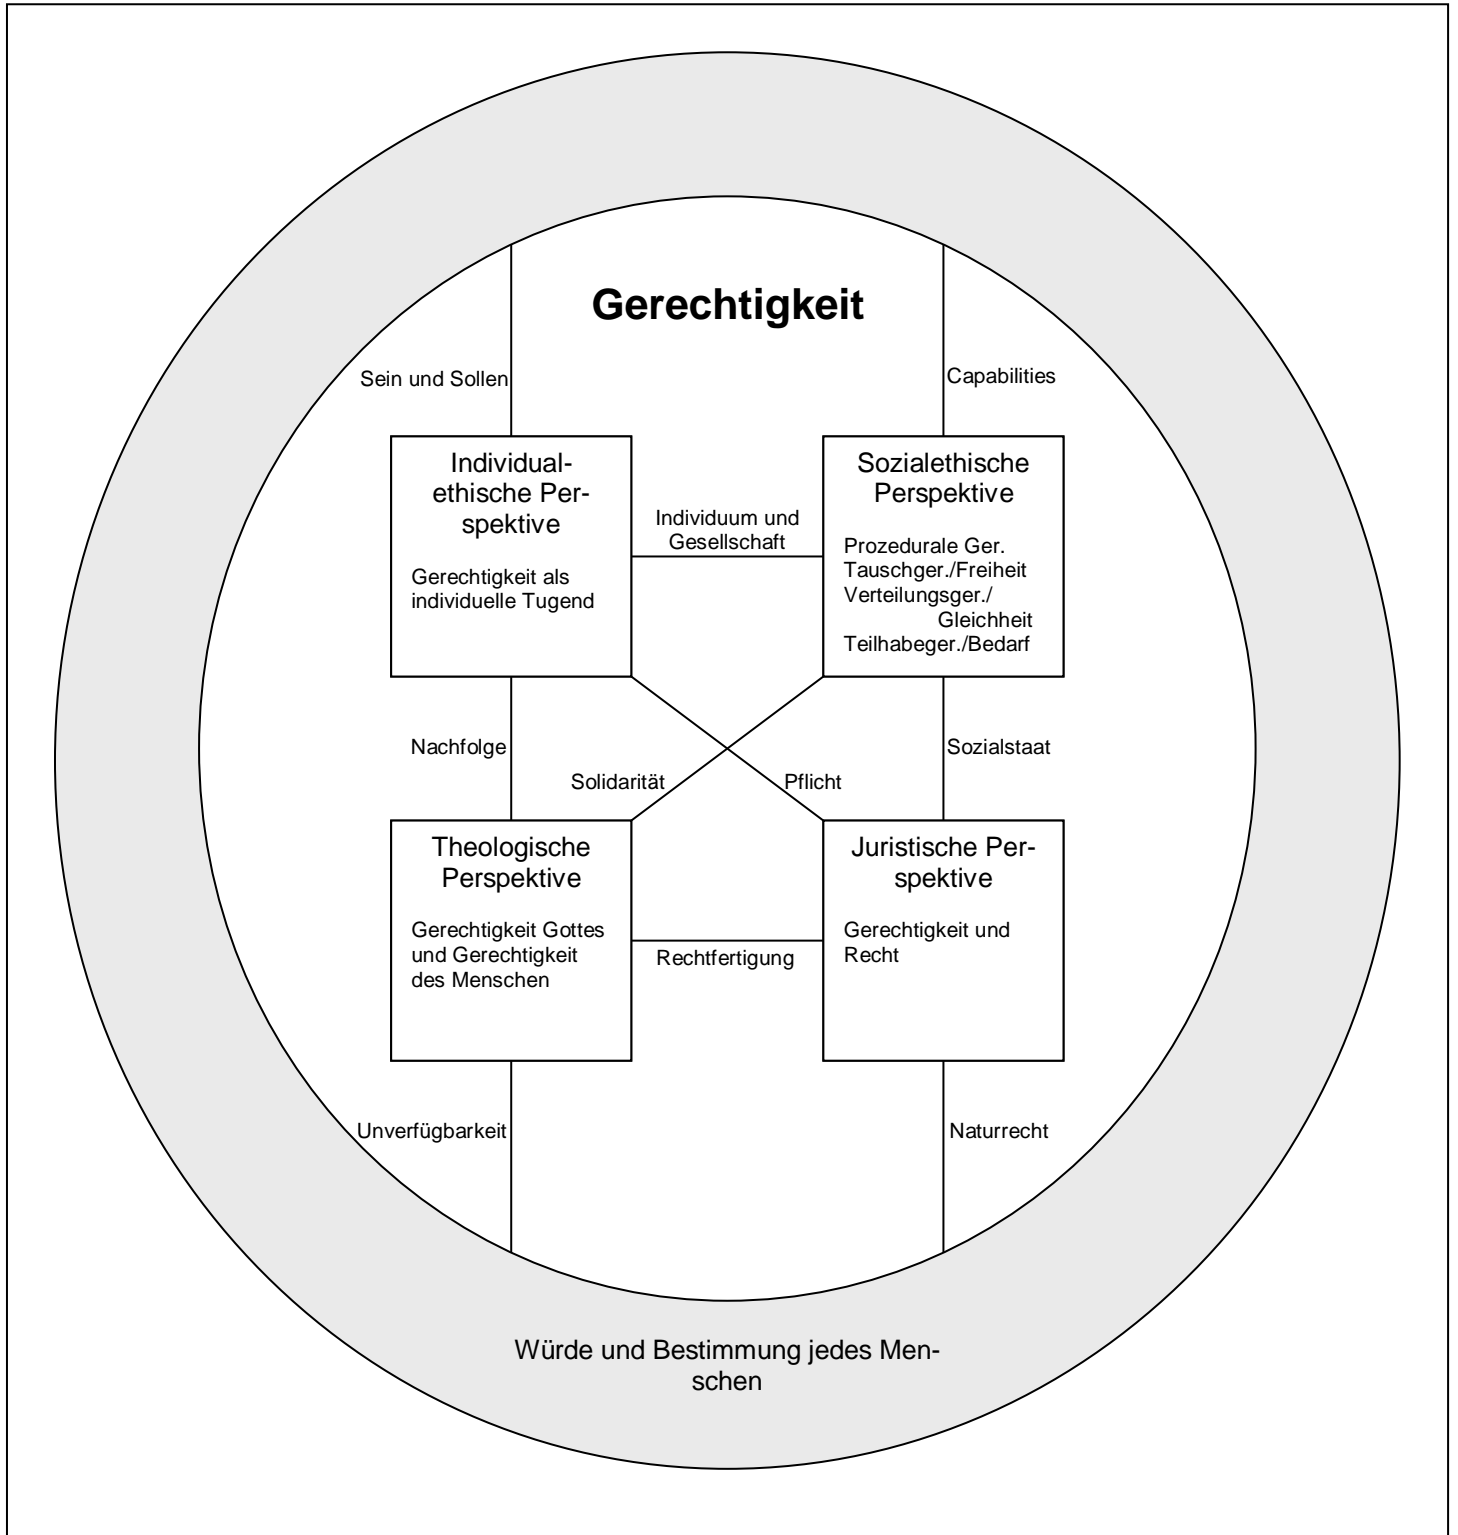 Gerechtigkeit
Sein und Sollen
Capabilities
Individual-
ethische Per-
spektive
Gerechtigkeit als
individuelle Tugend
Individuum und
Gesellschaft
Sozialethische
Perspektive
Prozedurale Ger.
Tauschger./Freiheit
Verteilungsger./
Gleichheit
Teilhabeger./Bedarf
Nachfolge
Solidarität
Pflicht
Sozialstaat
Theologische
Perspektive
Gerechtigkeit Gottes
und Gerechtigkeit
des Menschen
Rechtfertigung
Juristische Per-
spektive
Gerechtigkeit und
Recht
Unverfügbarkeit
Naturrecht
Würde und Bestimmung jedes Men-
schen